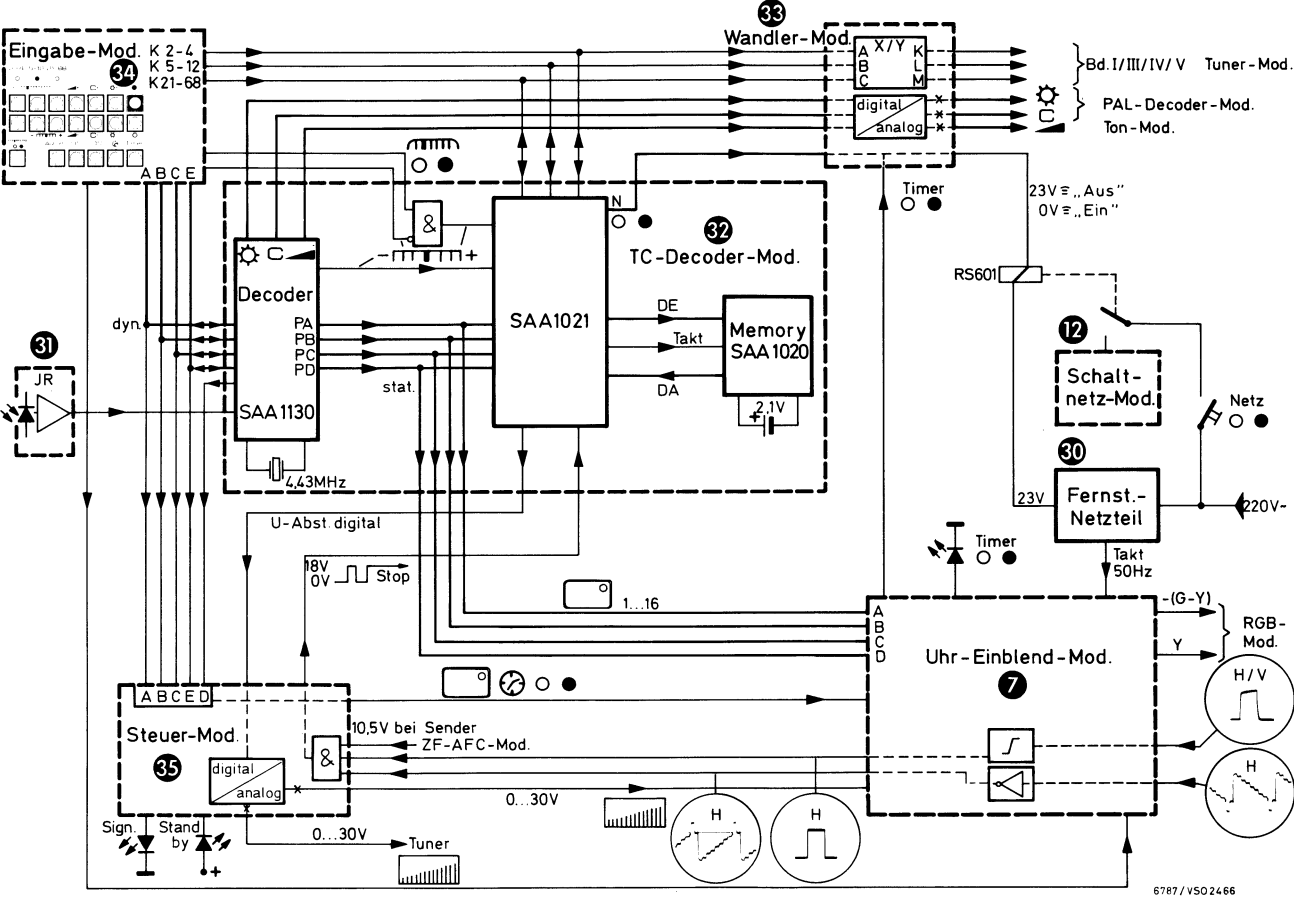 33
Eingabe-Mod.
K 2-4
K 5-12
K 21-68
34
Wandler-Mod.
X/Y
A K
B L
C M
Bd. I/III/IV/V Tuner-Mod.
digital
analog
PAL-Decoder-Mod.
Ton-Mod.
A B C E
N
Timer
23V ≙ „Aus"
0V ≙ „Ein"
&
32
TC-Decoder-Mod.
- +
RS601
Decoder
SAA1021
DE
Takt
DA
Memory
SAA1020
2,1V
+
dyn.
PA
PB
PC
PD
stat.
SAA1130
4,43MHz
31
JR
12
Schalt-
netz-Mod.
Netz
30
23V
Fernst.-
Netzteil
220V~
Takt
50Hz
U-Abst. digital
18V
0V
Stop
Timer
1...16
A
B
C
D
Uhr-Einblend-Mod.
7
-(G-Y)
Y
RGB-
Mod.
H/V
H
A B C E D
Steuer-Mod.
35
digital
analog
&
10,5V bei Sender
ZF-AFC-Mod.
0...30V
H
H
Sign.
Stand
by
+
0...30V
Tuner
6787/VSO2466